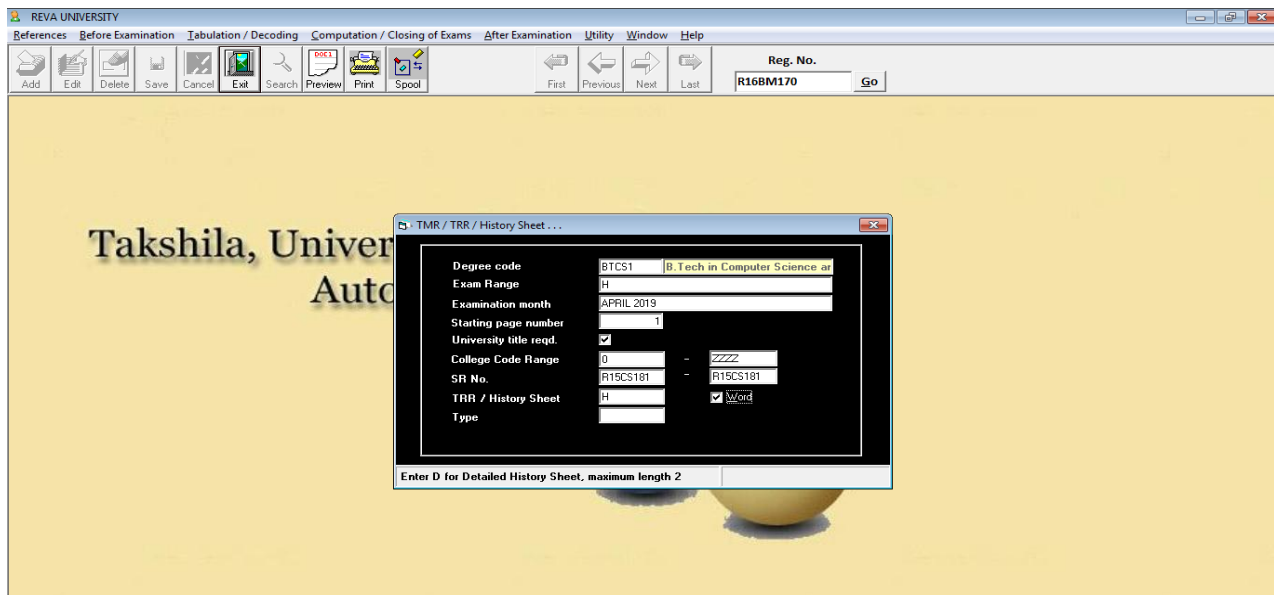 REVA UNIVERSITY
References Before Examination Tabulation / Decoding Computation / Closing of Exams After Examination Utility Window Help
Add Edit Delete Save Cancel Exit Search Preview Print Spool First Previous Next Last
DOC1
Reg. No.
R16BM170 Go
Takshila, Univer
Auto
TMR / TRR / History Sheet . . .
Degree code BTCS1 B.Tech in Computer Science ar
Exam Range H
Examination month APRIL 2019
Starting page number 1
University title reqd.
College Code Range 0 - ZZZZ
SR No. R15CS181 - R15CS181
TRR / History Sheet H Word
Type
Enter D for Detailed History Sheet, maximum length 2